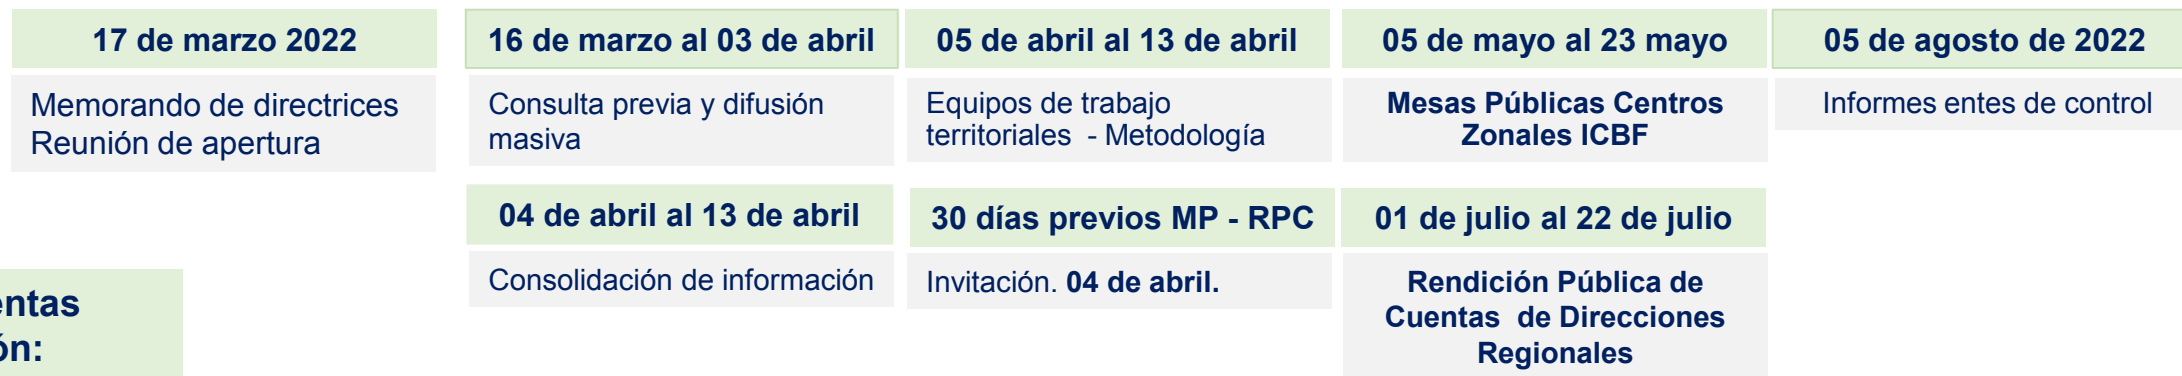 17 de marzo 2022
Memorando de directrices
Reunión de apertura
16 de marzo al 03 de abril
Consulta previa y difusión
masiva
04 de abril al 13 de abril
Consolidación de información
05 de abril al 13 de abril
Equipos de trabajo
territoriales - Metodología
30 días previos MP - RPC
Invitación. 04 de abril.
05 de mayo al 23 mayo
Mesas Públicas Centros
Zonales ICBF
01 de julio al 22 de julio
Rendición Pública de
Cuentas de Direcciones
Regionales
05 de agosto de 2022
Informes entes de control
entas
ón: